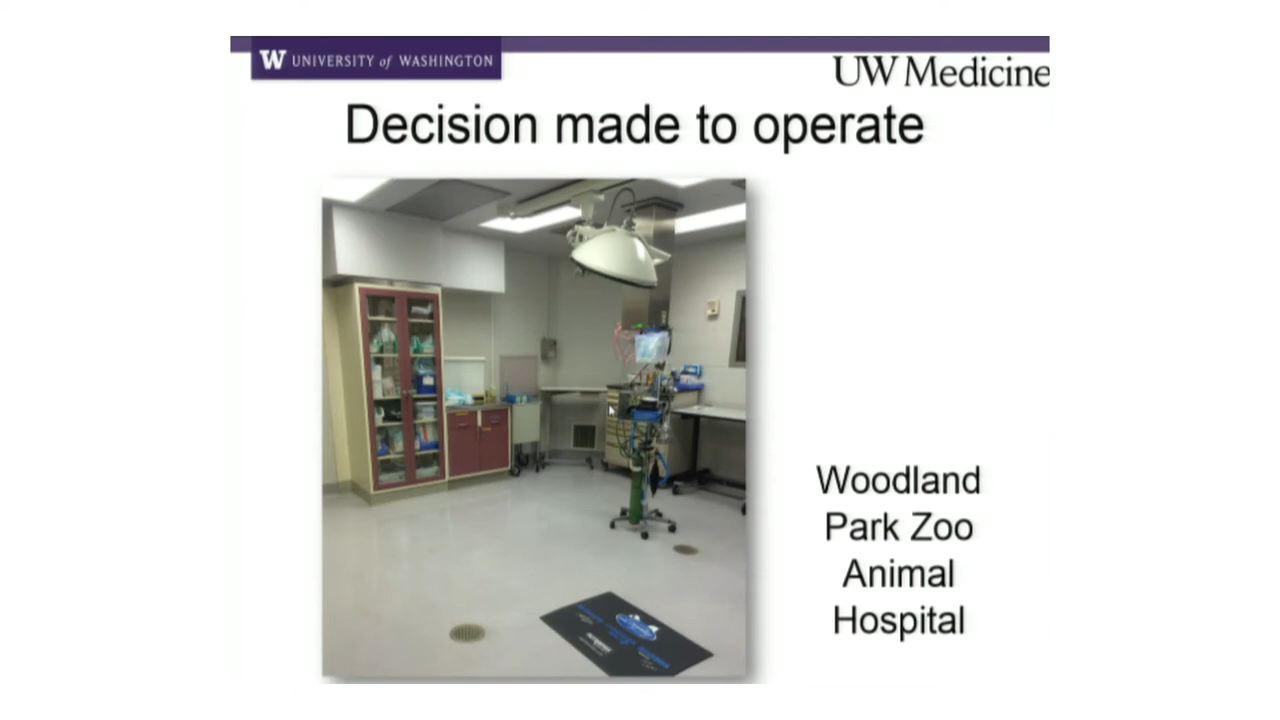 W UNIVERSITY of WASHINGTON
UW Medicine
Decision made to operate
Woodland
Park Zoo
Animal
Hospital